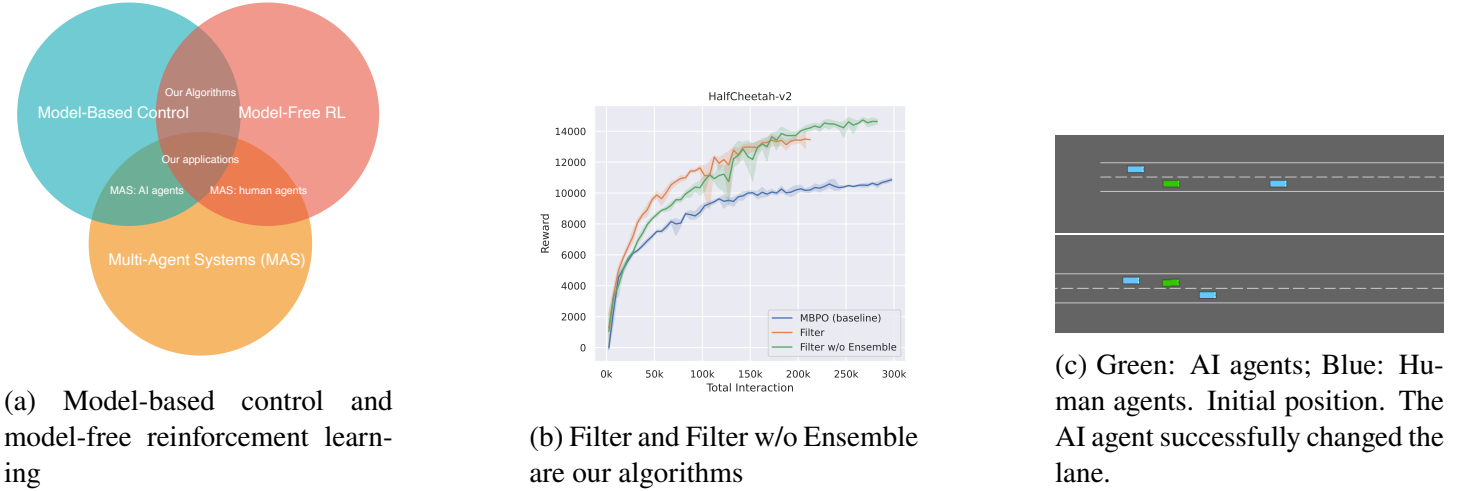 Our Algorithms
Model-Based Control
Model-Free RL
Our applications
MAS: AI agents
MAS: human agents
Multi-Agent Systems (MAS)
(a) Model-based control and
model-free reinforcement learn-
ing
HalfCheetah-v2
14000
12000
10000
8000
6000
4000
2000
0
Reward
MBPO (baseline)
Filter
Filter w/o Ensemble
0k
50k
100k
150k
200k
250k
300k
Total Interaction
(b) Filter and Filter w/o Ensemble
are our algorithms
(c) Green: AI agents; Blue: Hu-
man agents. Initial position. The
AI agent successfully changed the
lane.